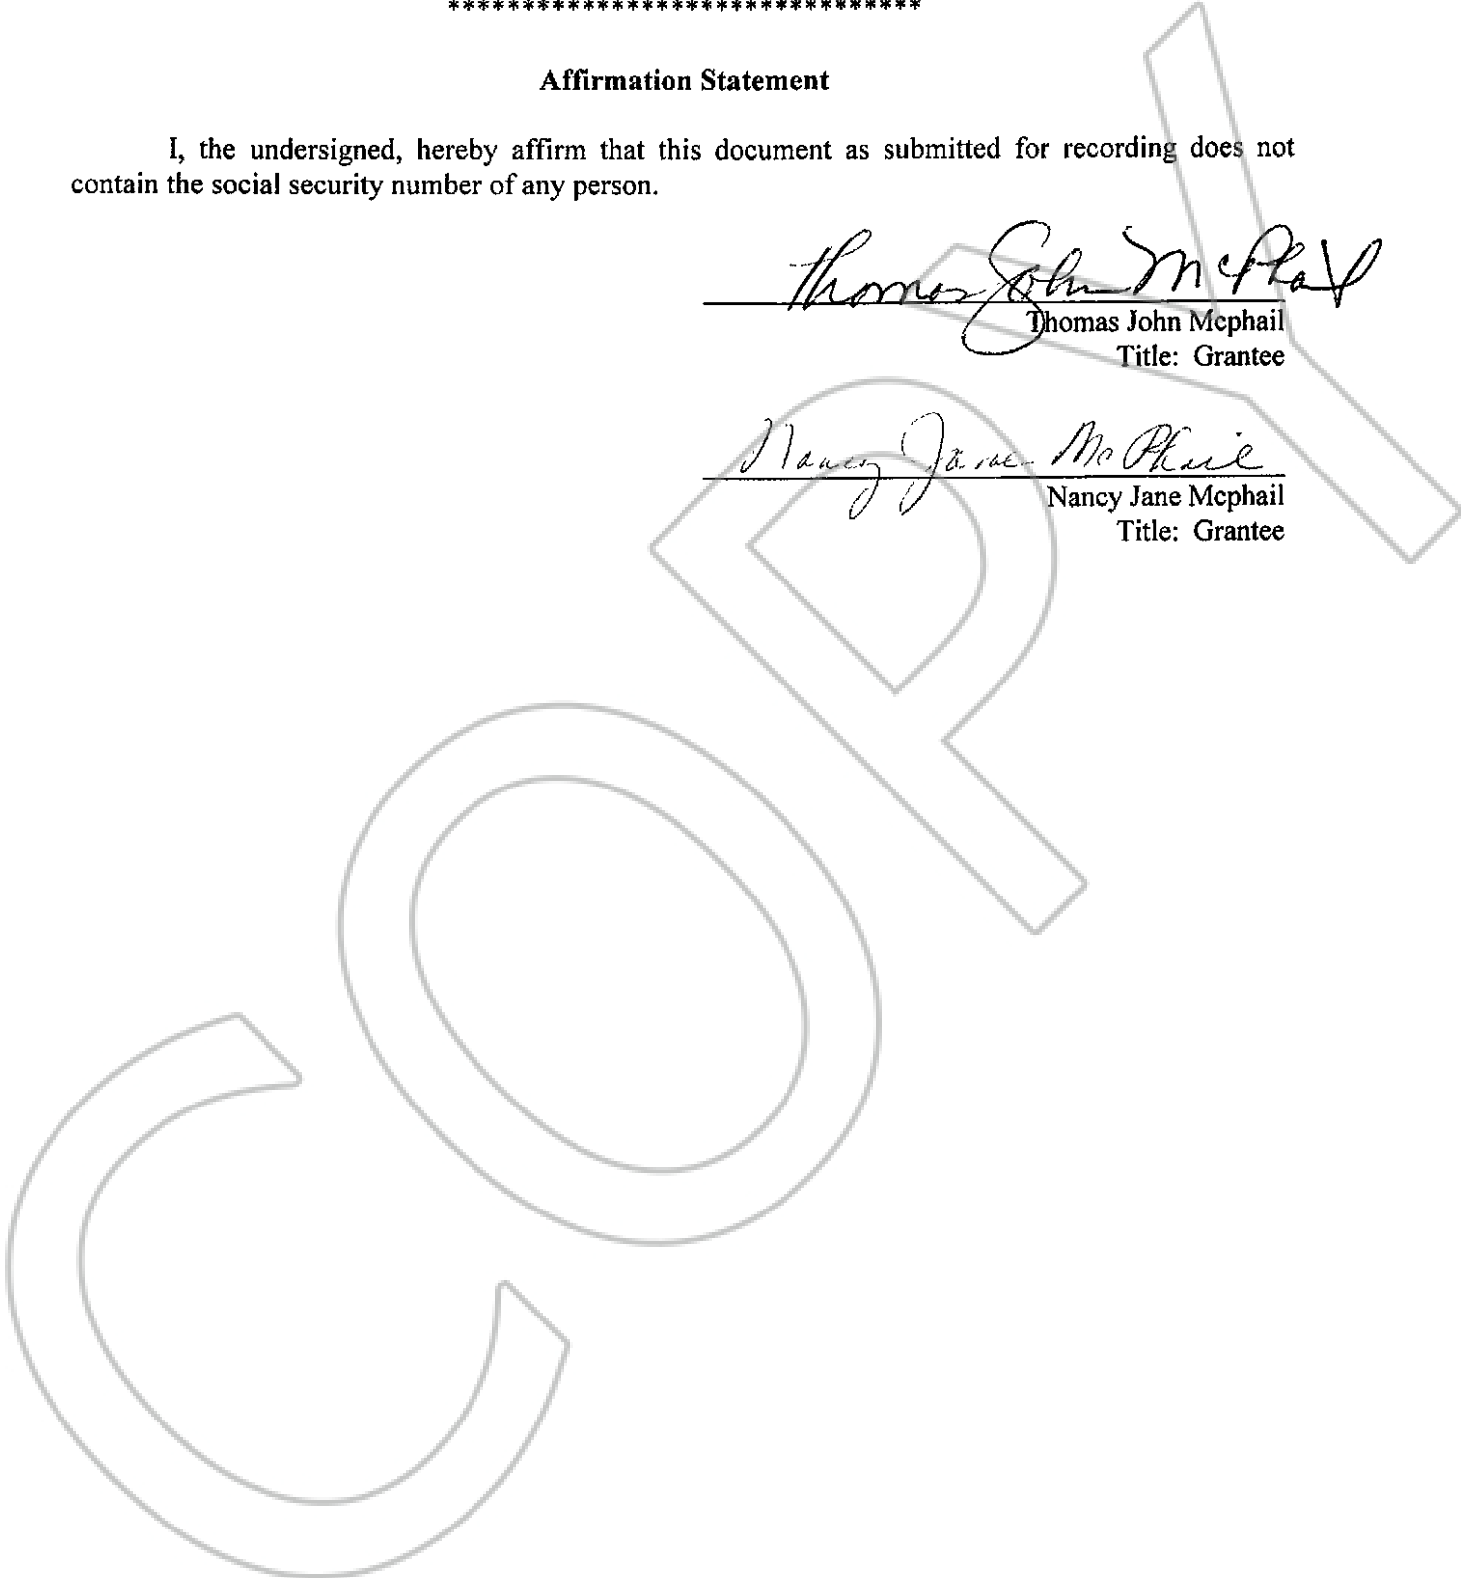 ********************************
Affirmation Statement
I, the undersigned, hereby affirm that this document as submitted for recording does not
contain the social security number of any person.
Thomas John McPhail
Thomas John Mcphail
Title: Grantee
Nancy Jane McPhail
Nancy Jane Mcphail
Title: Grantee
COPY